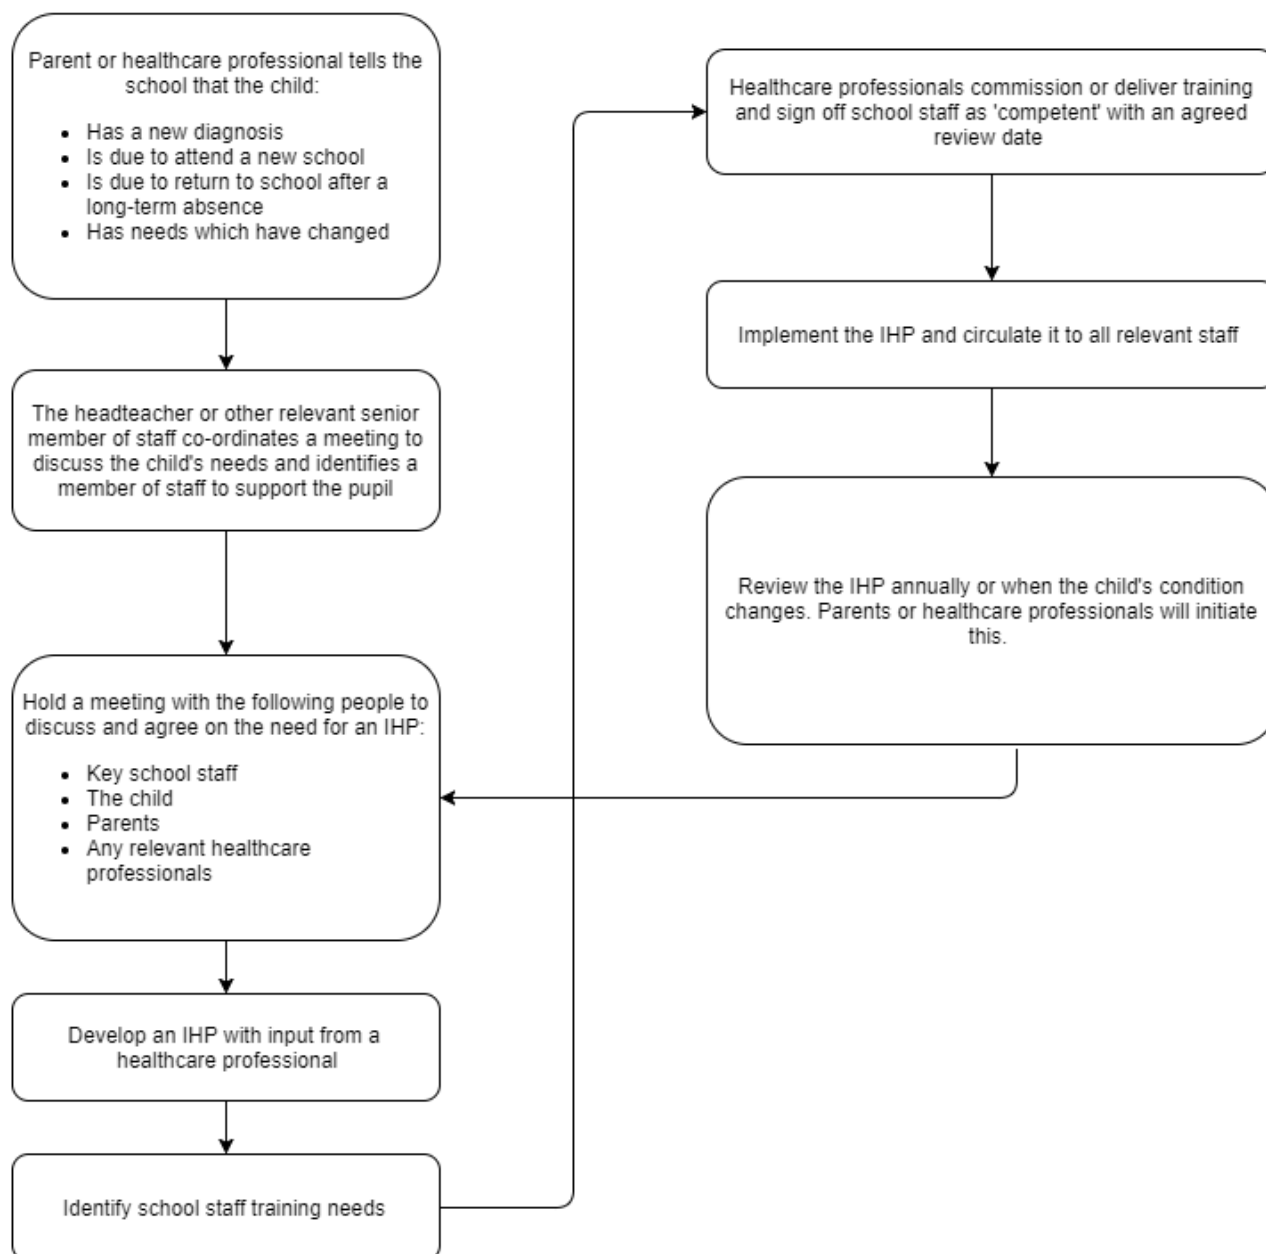 Parent or healthcare professional tells the
school that the child:
• Has a new diagnosis
• Is due to attend a new school
• Is due to return to school after a
long-term absence
• Has needs which have changed
The headteacher or other relevant senior
member of staff co-ordinates a meeting to
discuss the child's needs and identifies a
member of staff to support the pupil
Hold a meeting with the following people to
discuss and agree on the need for an IHP:
• Key school staff
• The child
• Parents
• Any relevant healthcare
professionals
Develop an IHP with input from a
healthcare professional
Identify school staff training needs
Healthcare professionals commission or deliver training
and sign off school staff as 'competent' with an agreed
review date
Implement the IHP and circulate it to all relevant staff
Review the IHP annually or when the child's condition
changes. Parents or healthcare professionals will initiate
this.